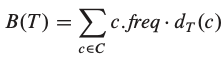 B(T) = ∑ c.freq · d_T(c)
c∈C